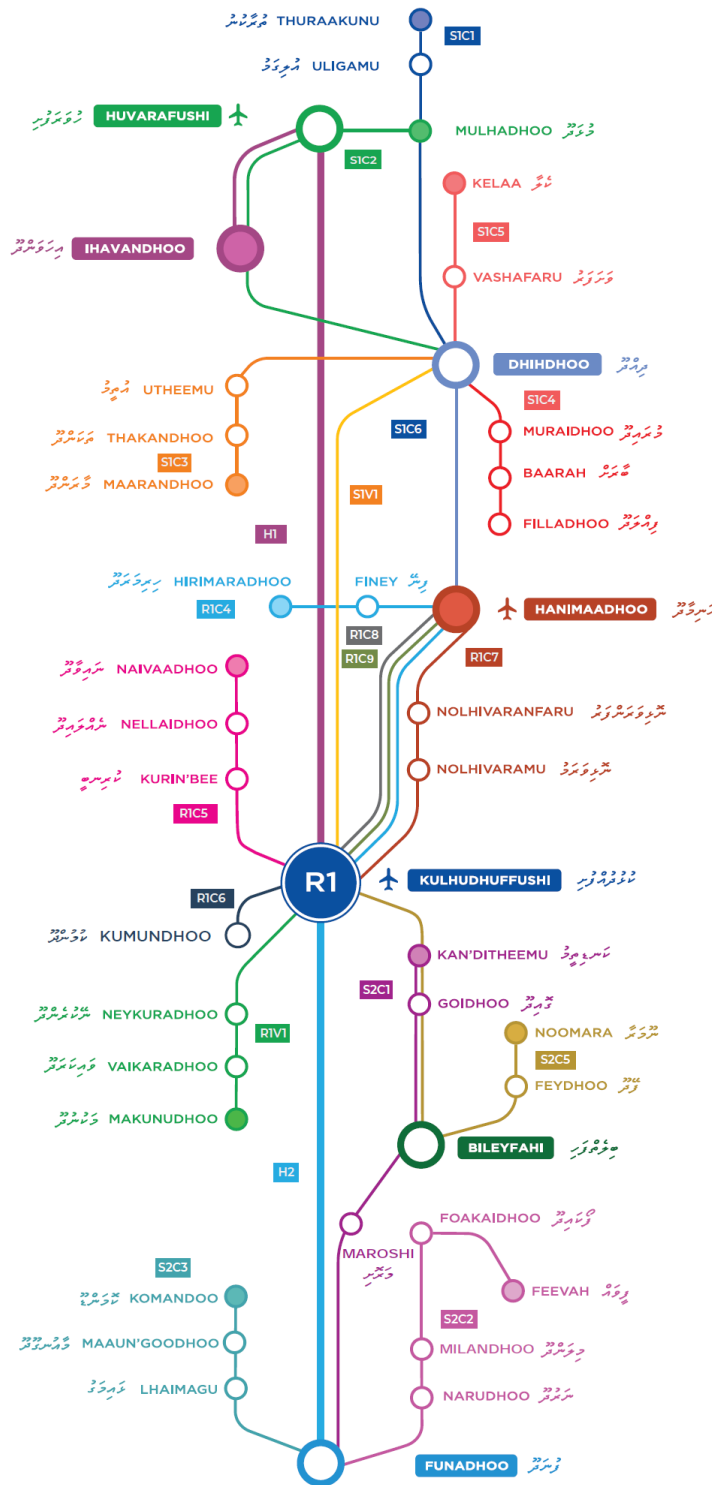 THURAAKUNU ތުރާކުނު
S1C1
ULIGAMU އުލިގަމު
HUVARAFUSHI ހުވަރަފުށި
MULHADHOO މުޅަދޫ
S1C2
KELAA ކެލާ
S1C5
IHAVANDHOO އިހަވަންދޫ
VASHAFARU ވަށަފަރު
DHIHDHOO ދިއްދޫ
UTHEEMU އުތީމު
S1C4
S1C6
MURAIDHOO މުރައިދޫ
THAKANDHOO ތަކަންދޫ
S1C3
BAARAH ބާރަށް
MAARANDHOO މާރަންދޫ
S1V1
FILLADHOO ފިއްލަދޫ
H1
HIRIMARADHOO ހިރިމަރަދޫ
FINEY ފިނޭ
R1C4
HANIMAADHOO
R1C8
R1C9
R1C7
NAIVAADHOO ނައިވާދޫ
NOLHIVARANFARU ނޮޅިވަރަންފަރު
NELLAIDHOO ނެއްލައިދޫ
NOLHIVARAMU ނޮޅިވަރަމު
KURIN'BEE ކުރިނބީ
R1C5
R1
KULHUDHUFFUSHI ކުޅުދުއްފުށި
R1C6
KUMUNDHOO ކުމުންދޫ
KAN'DITHEEMU ކަނޑިތީމު
S2C1
GOIDHOO ގޮއިދޫ
NEYKURADHOO ނޭކުރެންދޫ
R1V1
NOOMARA ނޫމަރާ
S2C5
VAIKARADHOO ވައިކަރަދޫ
FEYDHOO ފޭދޫ
MAKUNUDHOO މަކުނުދޫ
BILEYFAHI ބިލެތްފަހި
H2
FOAKAIDHOO ފޯކައިދޫ
MAROSHI
މަރޮށި
S2C3
FEEVAH ފީވައް
KOMANDOO ކޮމަންޑޫ
S2C2
MAAUN'GOODHOO މާއުނގޫދޫ
MILANDHOO މިލަންދޫ
LHAIMAGU ޅައިމަގު
NARUDHOO ނަރުދޫ
FUNADHOO ފުނަދޫ